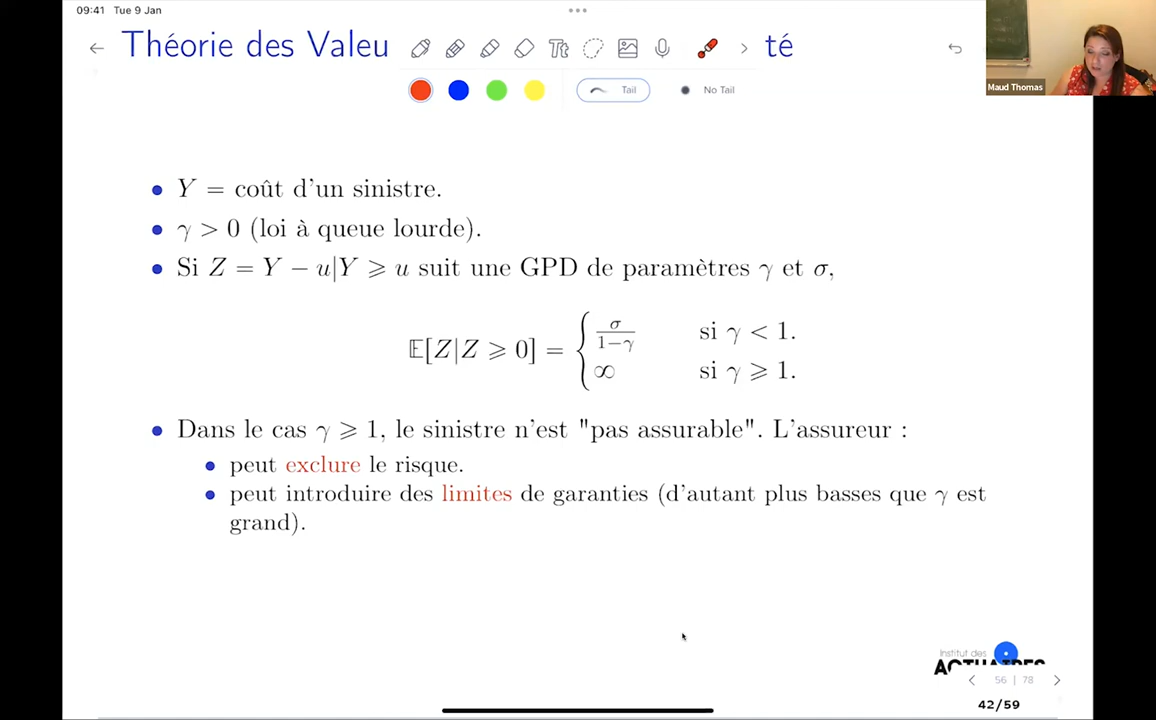 09:41 Tue 9 Jan
Théorie des Valeu
té
Tt
Tail
No Tail
Maud Thomas
• Y = coût d'un sinistre.
• γ > 0 (loi à queue lourde).
• Si Z = Y − u|Y ⩾ u suit une GPD de paramètres γ et σ,
𝔼[Z|Z ⩾ 0] = { σ/(1−γ) si γ < 1.
∞ si γ ⩾ 1.
• Dans le cas γ ⩾ 1, le sinistre n'est "pas assurable". L'assureur :
• peut exclure le risque.
• peut introduire des limites de garanties (d'autant plus basses que γ est
grand).
Institut des
56 | 78
42/59